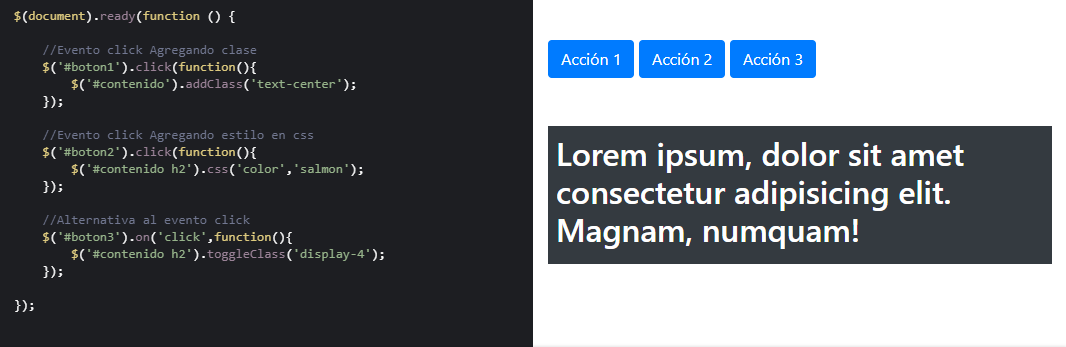 $(document).ready(function () {
//Evento click Agregando clase
$('#boton1').click(function(){
$('#contenido').addClass('text-center');
});
//Evento click Agregando estilo en css
$('#boton2').click(function(){
$('#contenido h2').css('color','salmon');
});
//Alternativa al evento click
$('#boton3').on('click',function(){
$('#contenido h2').toggleClass('display-4');
});
});
Acción 1 Acción 2 Acción 3
Lorem ipsum, dolor sit amet
consectetur adipisicing elit.
Magnam, numquam!